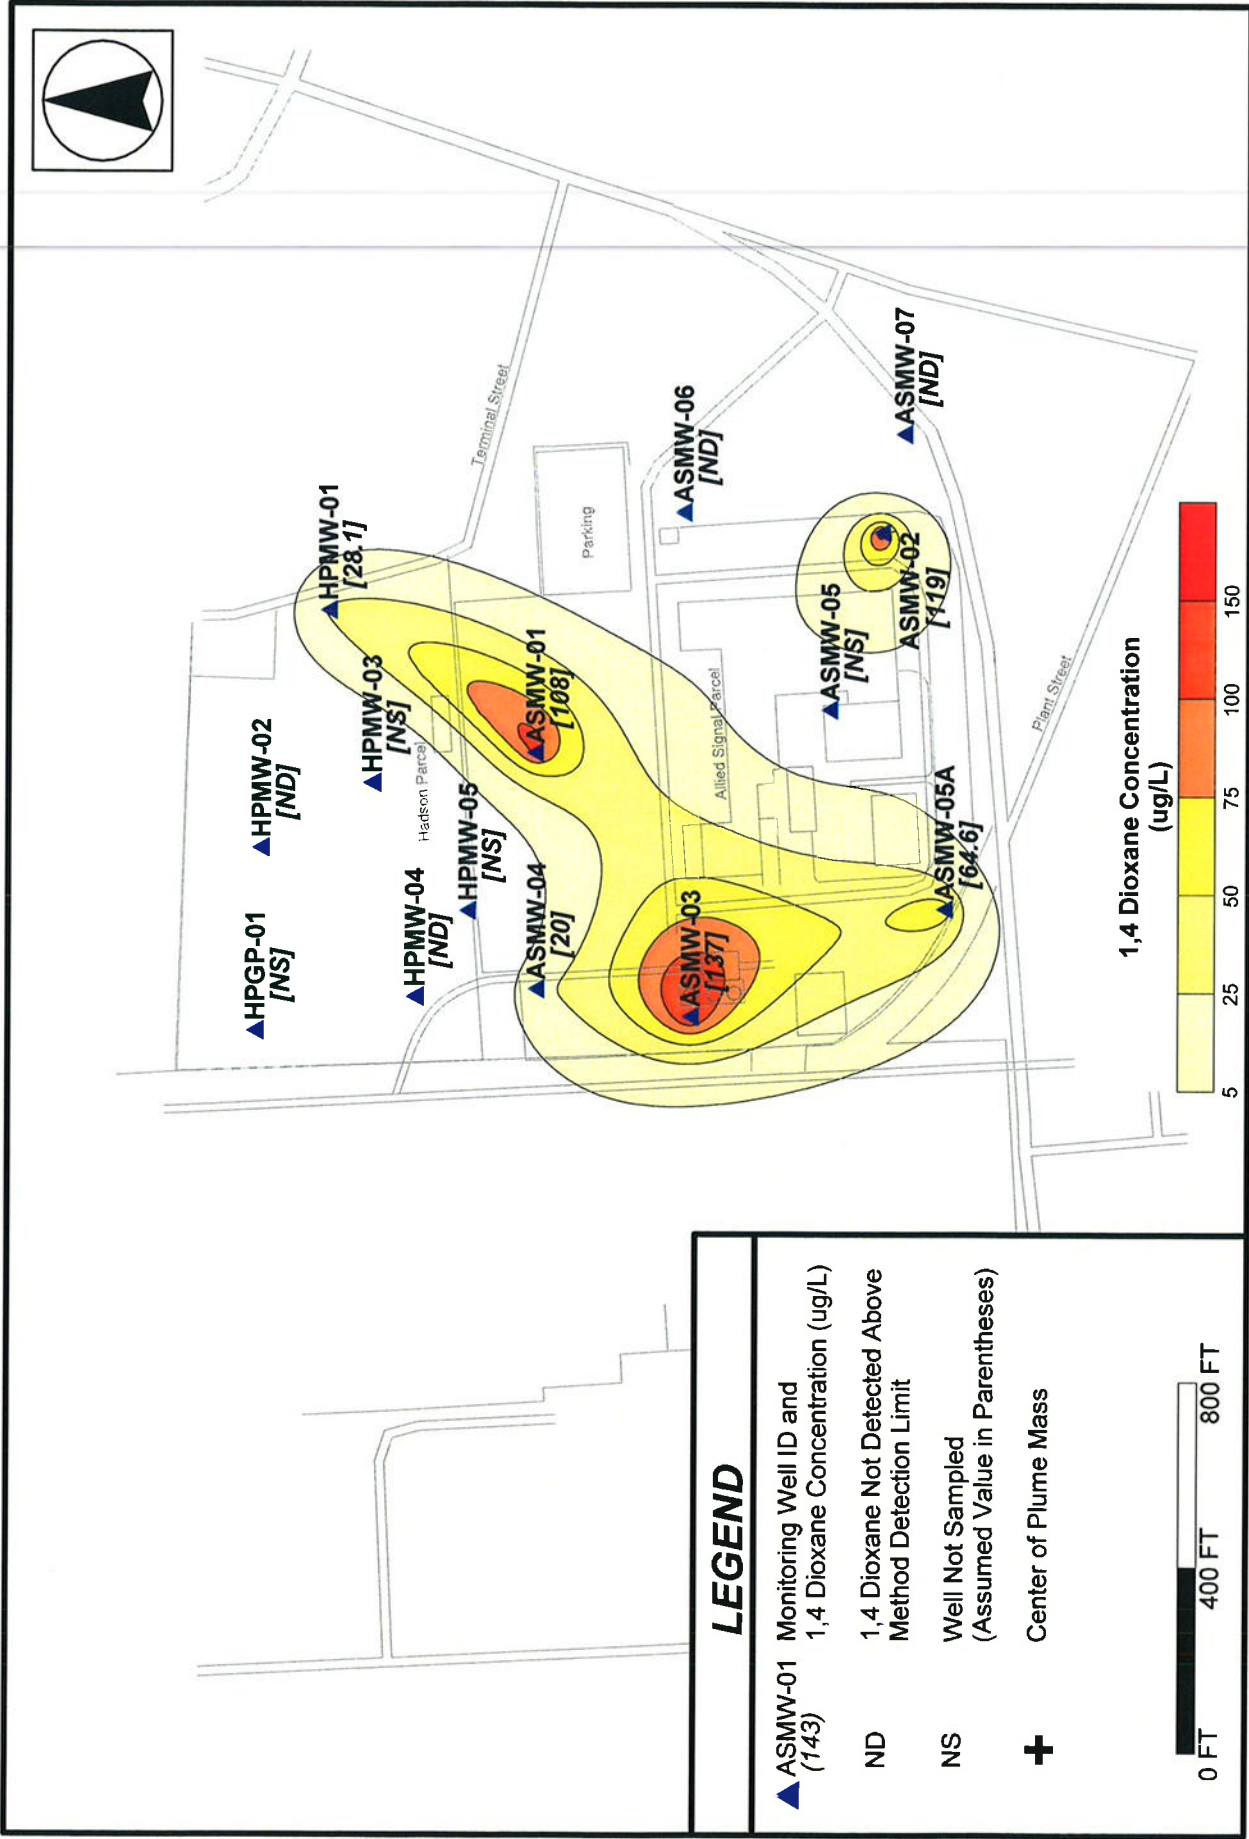 HPGP-01
[NS]
HPMW-02
[ND]
HPMW-01
[28.1]
HPMW-03
[NS]
Hadson Parcel
HPMW-04
[ND]
HPMW-05
[NS]
Terminal Street
ASMW-04
[20]
ASMW-01
[108]
Parking
ASMW-03
[137]
Allied Signal Parcel
ASMW-06
[ND]
ASMW-05
[NS]
ASMW-02
[119]
ASMW-07
[ND]
ASMW-05A
[64.6]
Plant Street
LEGEND
ASMW-01 Monitoring Well ID and
(143) 1,4 Dioxane Concentration (ug/L)
ND 1,4 Dioxane Not Detected Above
Method Detection Limit
NS Well Not Sampled
(Assumed Value in Parentheses)
Center of Plume Mass
0 FT 400 FT 800 FT
1,4 Dioxane Concentration
(ug/L)
5 25 50 75 100 150